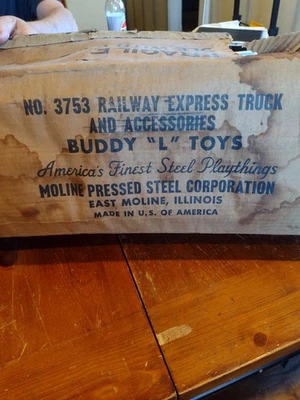 NO. 3753 RAILWAY EXPRESS TRUCK
AND ACCESSORIES
BUDDY "L" TOYS
America's Finest Steel Playthings
MOLINE PRESSED STEEL CORPORATION
EAST MOLINE, ILLINOIS
MADE IN U.S. OF AMERICA